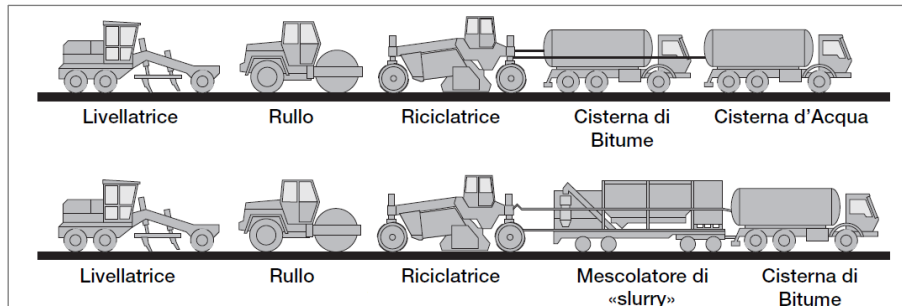 Livellatrice Rullo Riciclatrice Cisterna di Bitume Cisterna d'Acqua
Livellatrice Rullo Riciclatrice Mescolatore di «slurry» Cisterna di Bitume